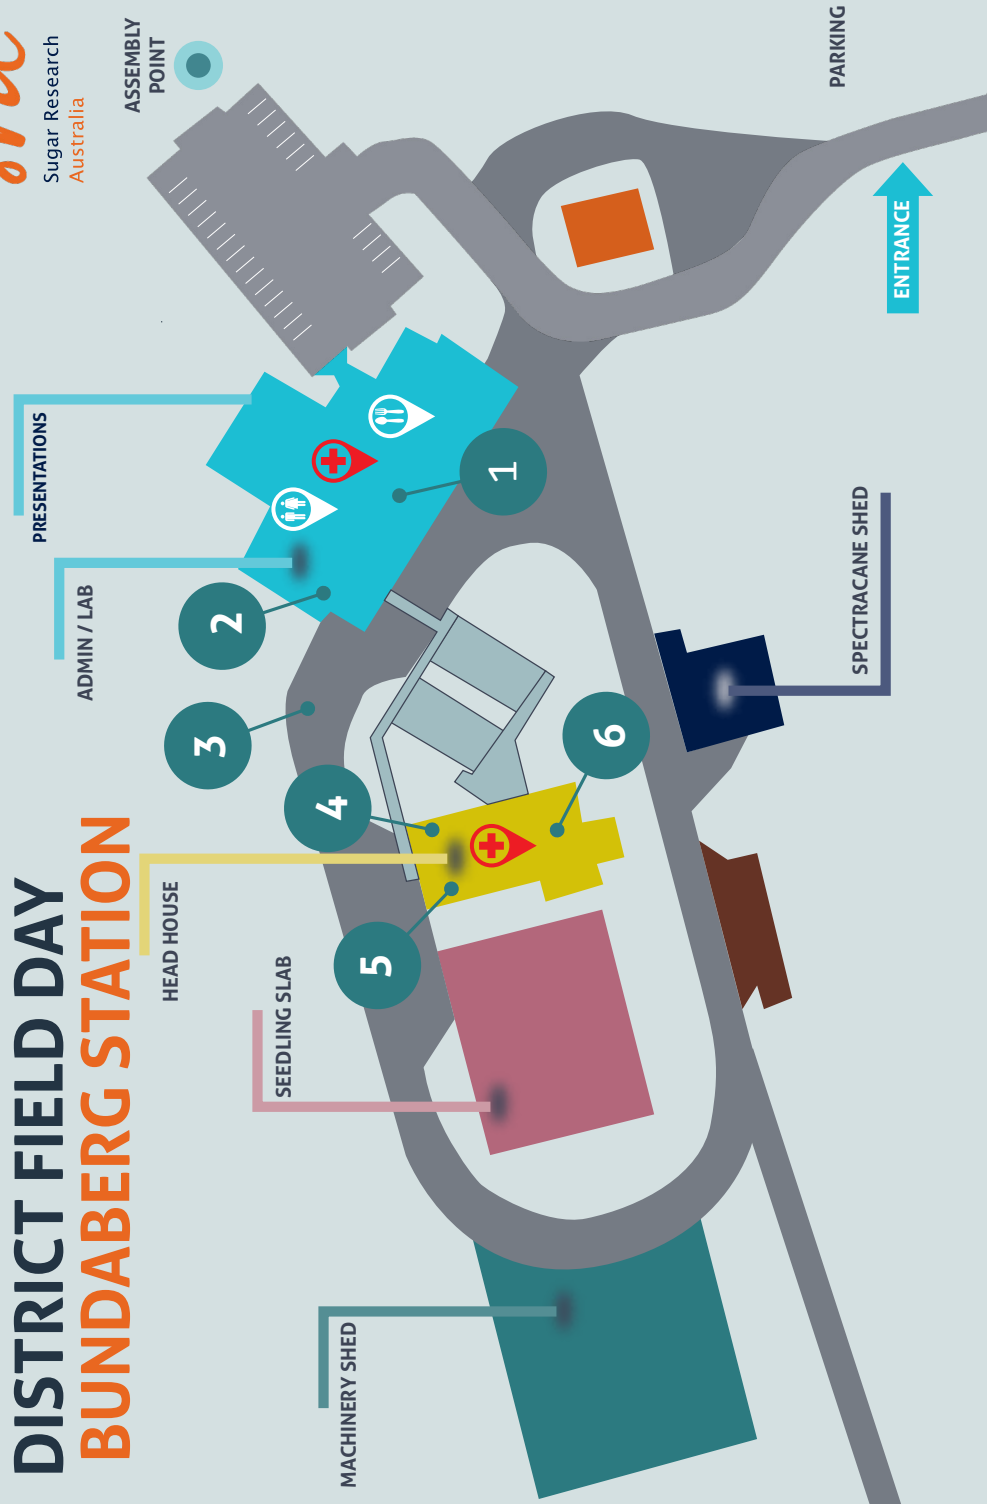 DISTRICT FIELD DAY
BUNDABERG STATION
Sugar Research
Australia
ASSEMBLY
POINT
PARKING
ENTRANCE
PRESENTATIONS
ADMIN / LAB
HEAD HOUSE
SEEDLING SLAB
MACHINERY SHED
SPECTRACANE SHED
1
2
3
4
5
6